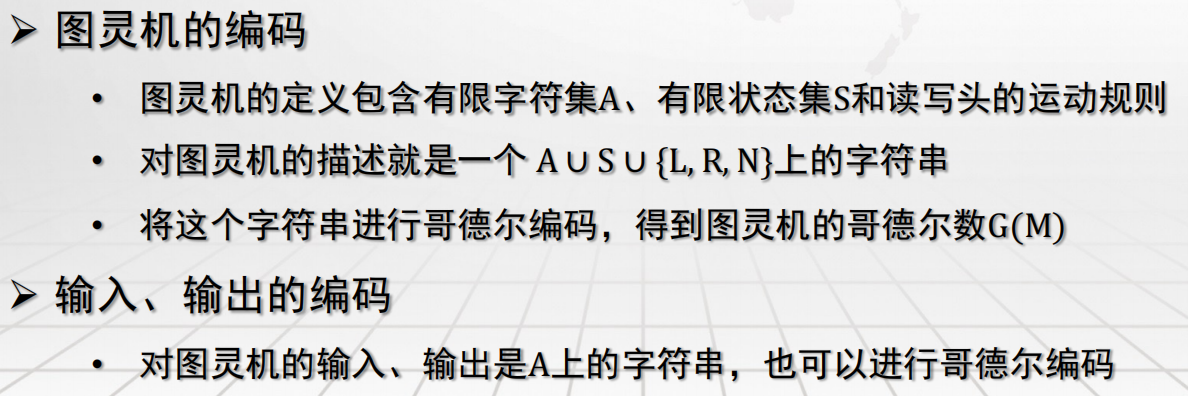 ➢ 图灵机的编码
• 图灵机的定义包含有限字符集A、有限状态集S和读写头的运动规则
• 对图灵机的描述就是一个 A ∪ S ∪ {L, R, N}上的字符串
• 将这个字符串进行哥德尔编码，得到图灵机的哥德尔数G(M)
➢ 输入、输出的编码
• 对图灵机的输入、输出是A上的字符串，也可以进行哥德尔编码